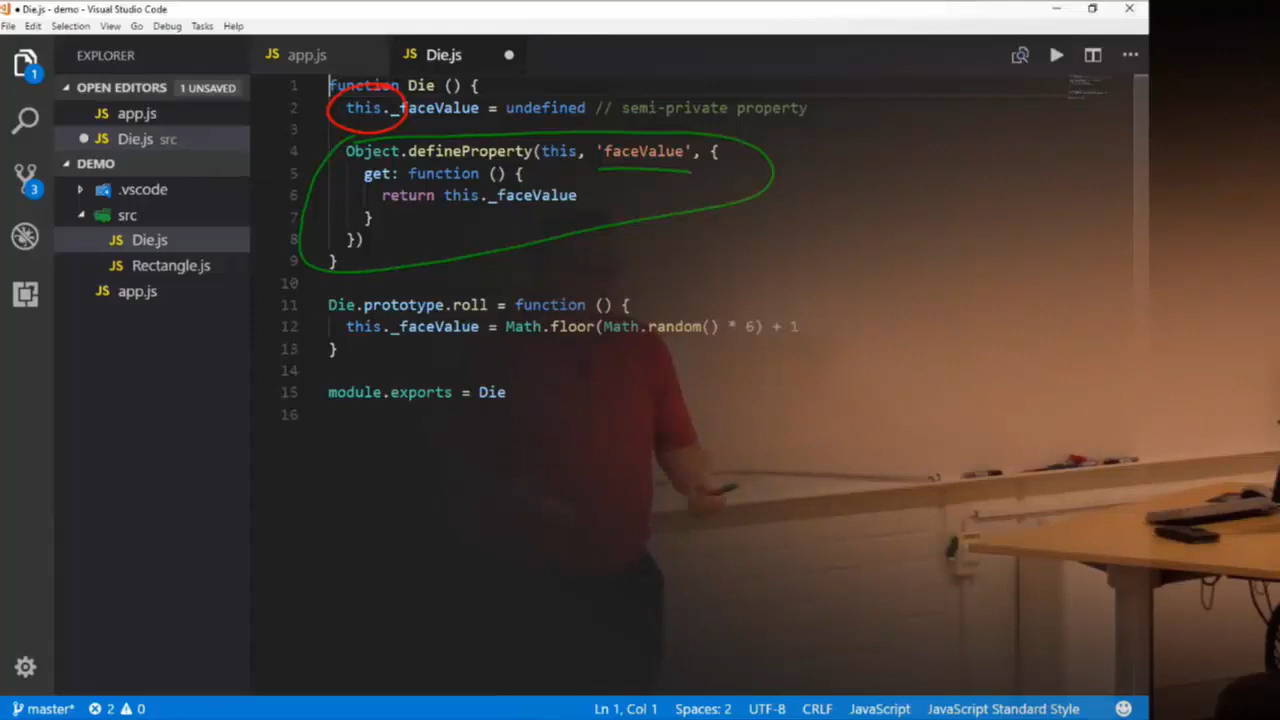 Die.js - demo - Visual Studio Code
File Edit Selection View Go Debug Tasks Help
EXPLORER
OPEN EDITORS 1 UNSAVED
JS app.js
JS Die.js src
DEMO
.vscode
src
JS Die.js
JS Rectangle.js
JS app.js
1
3
JS app.js JS Die.js
1 function Die () {
2 this._faceValue = undefined // semi-private property
3
4 Object.defineProperty(this, 'faceValue', {
5 get: function () {
6 return this._faceValue
7 }
8 })
9 }
10
11 Die.prototype.roll = function () {
12 this._faceValue = Math.floor(Math.random() * 6) + 1
13 }
14
15 module.exports = Die
16
master* 2 0 Ln 1, Col 1 Spaces: 2 UTF-8 CRLF JavaScript JavaScript Standard Style